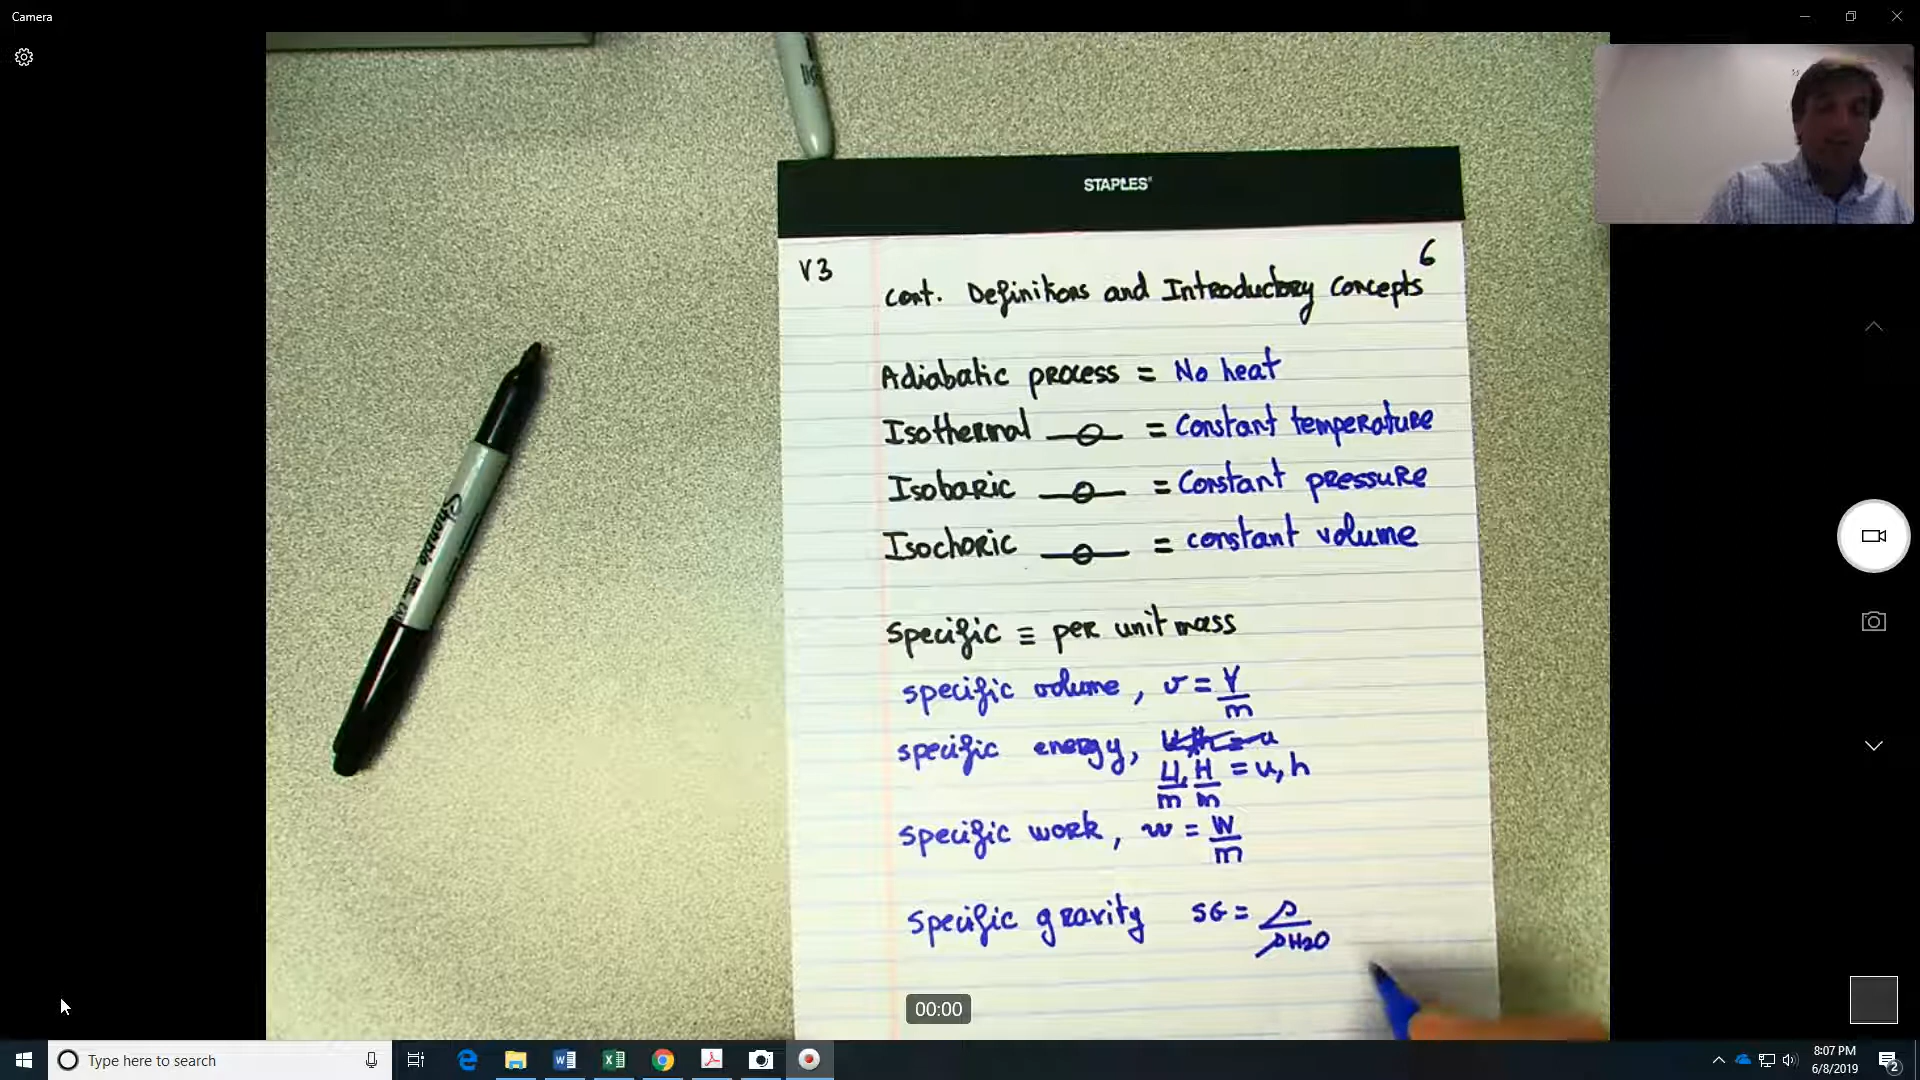 Camera
STAPLES
V3
6
cont. Definitions and Introductory Concepts
Adiabatic process = No heat
Isothermal —o— = Constant temperature
Isobaric —o— = Constant pressure
Isochoric —o— = constant volume
Specific ≡ per unit mass
specific volume, v = V/m
specific energy,
U/m, H/m = u, h
specific work, w = W/m
specific gravity SG = ρ/ρH2O
Sharpie
00:00
Type here to search
8:07 PM
6/8/2019
2